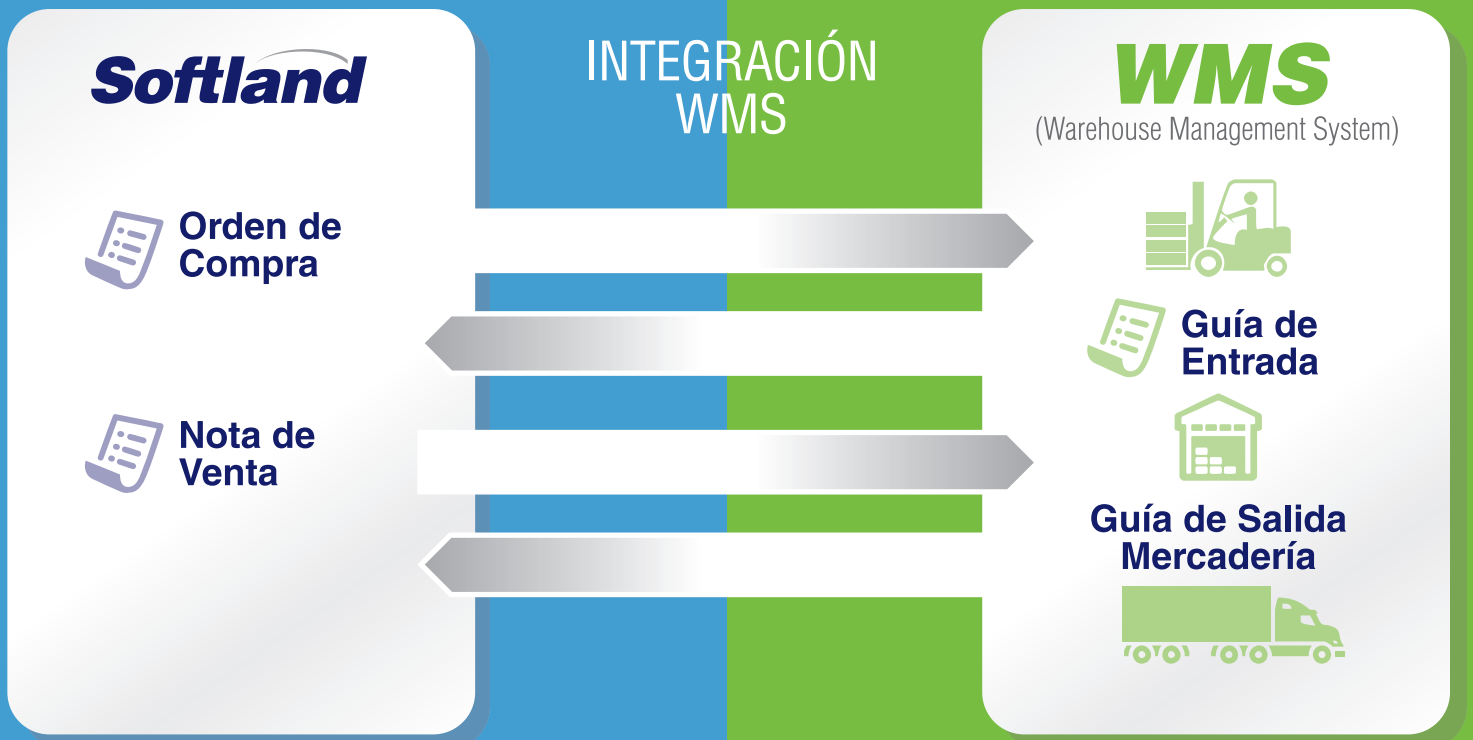 Softland
INTEGRACIÓN
WMS
WMS
(Warehouse Management System)
Orden de
Compra
Guía de
Entrada
Nota de
Venta
Guía de Salida
Mercadería